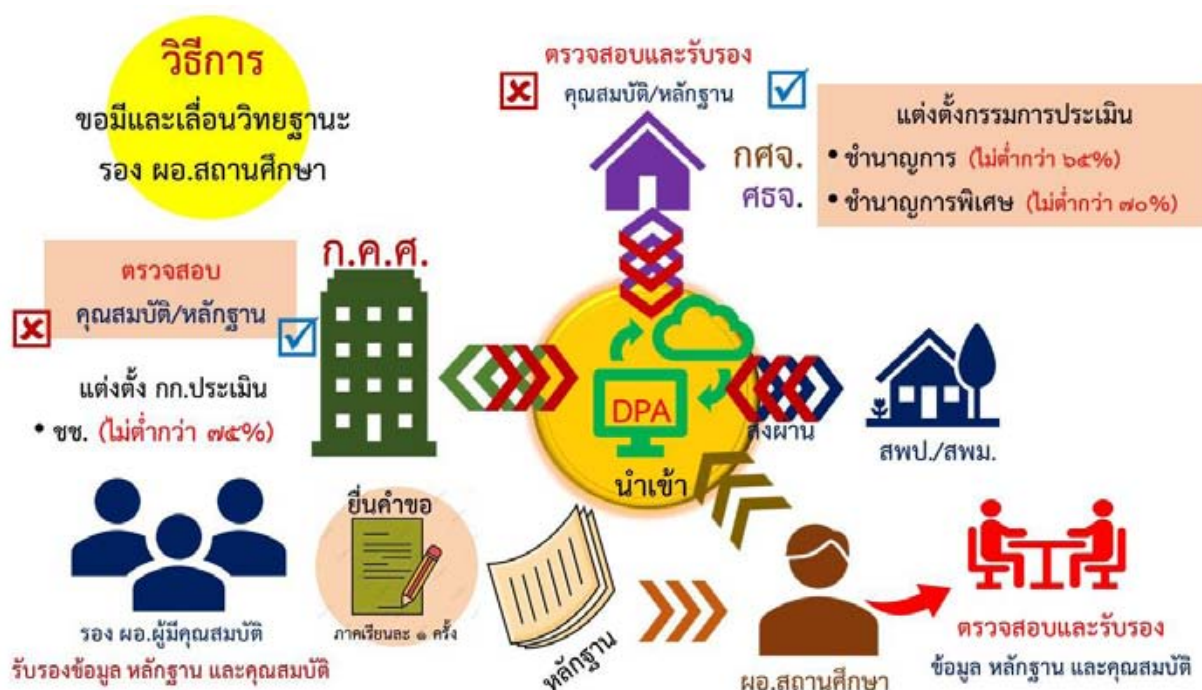 วิธีการ
ขอมีและเลื่อนวิทยฐานะ
รอง ผอ.สถานศึกษา
ตรวจสอบและรับรอง
คุณสมบัติ/หลักฐาน
กศจ.
ศธจ.
แต่งตั้งกรรมการประเมิน
• ชำนาญการ (ไม่ต่ำกว่า ๖๕%)
• ชำนาญการพิเศษ (ไม่ต่ำกว่า ๗๐%)
ก.ค.ศ.
ตรวจสอบ
คุณสมบัติ/หลักฐาน
แต่งตั้ง กก.ประเมิน
• ชช. (ไม่ต่ำกว่า ๗๕%)
DPA
นำเข้า
ส่งผ่าน
สพป./สพม.
รอง ผอ.ผู้มีคุณสมบัติ
รับรองข้อมูล หลักฐาน และคุณสมบัติ
ยื่นคำขอ
ภาคเรียนละ ๑ ครั้ง
หลักฐาน
ผอ.สถานศึกษา
ตรวจสอบและรับรอง
ข้อมูล หลักฐาน และคุณสมบัติ